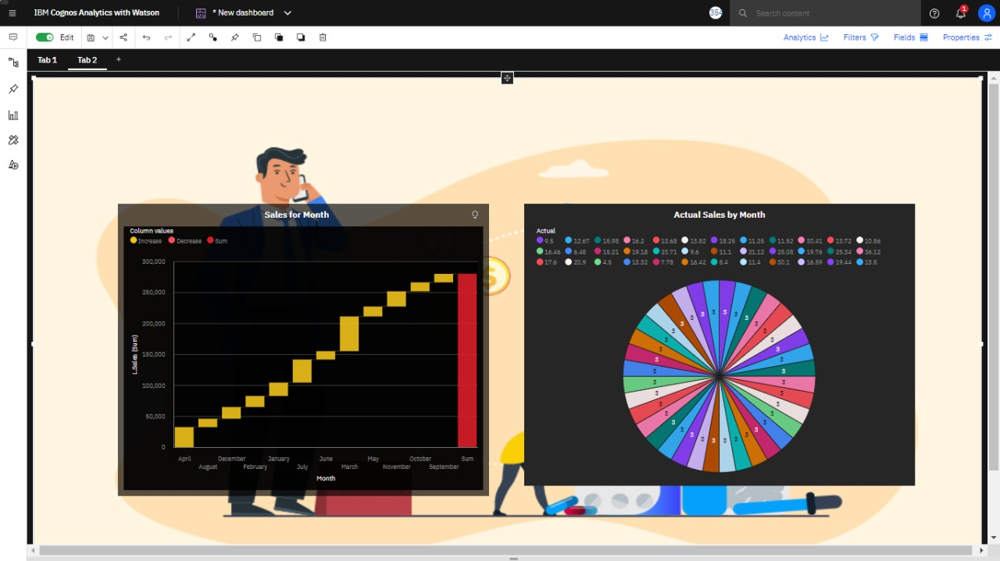 IBM Cognos Analytics with Watson
* New dashboard
354
Search content
1
Edit
Analytics
Filters
Fields
Properties
Tab 1
Tab 2
Sales for Month
Column values
Increase Decrease Sum
300,000
250,000
200,000
150,000
100,000
50,000
0
L.Sales (Sum)
April December January June May October Sum
August February July March November September
Month
Actual Sales by Month
Actual
9.5 12.67 15.98 16.2 13.68 13.82 18.25 11.25 11.52 30.41 13.72 10.56
16.46 6.48 15.21 19.18 23.71 9.6 11.1 21.12 25.08 19.76 25.34 36.12
17.6 20.9 4.5 13.32 7.78 16.42 5.4 11.4 30.1 16.59 19.44 13.5